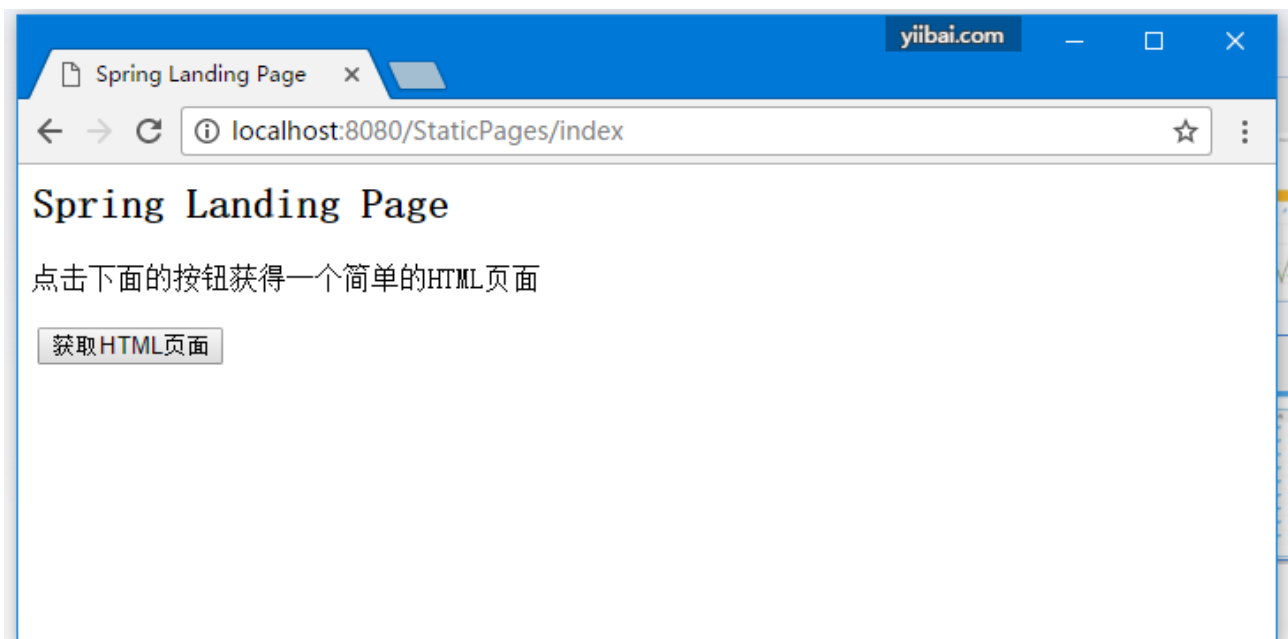 yiibai.com
Spring Landing Page
localhost:8080/StaticPages/index
Spring Landing Page
点击下面的按钮获得一个简单的HTML页面
获取HTML页面